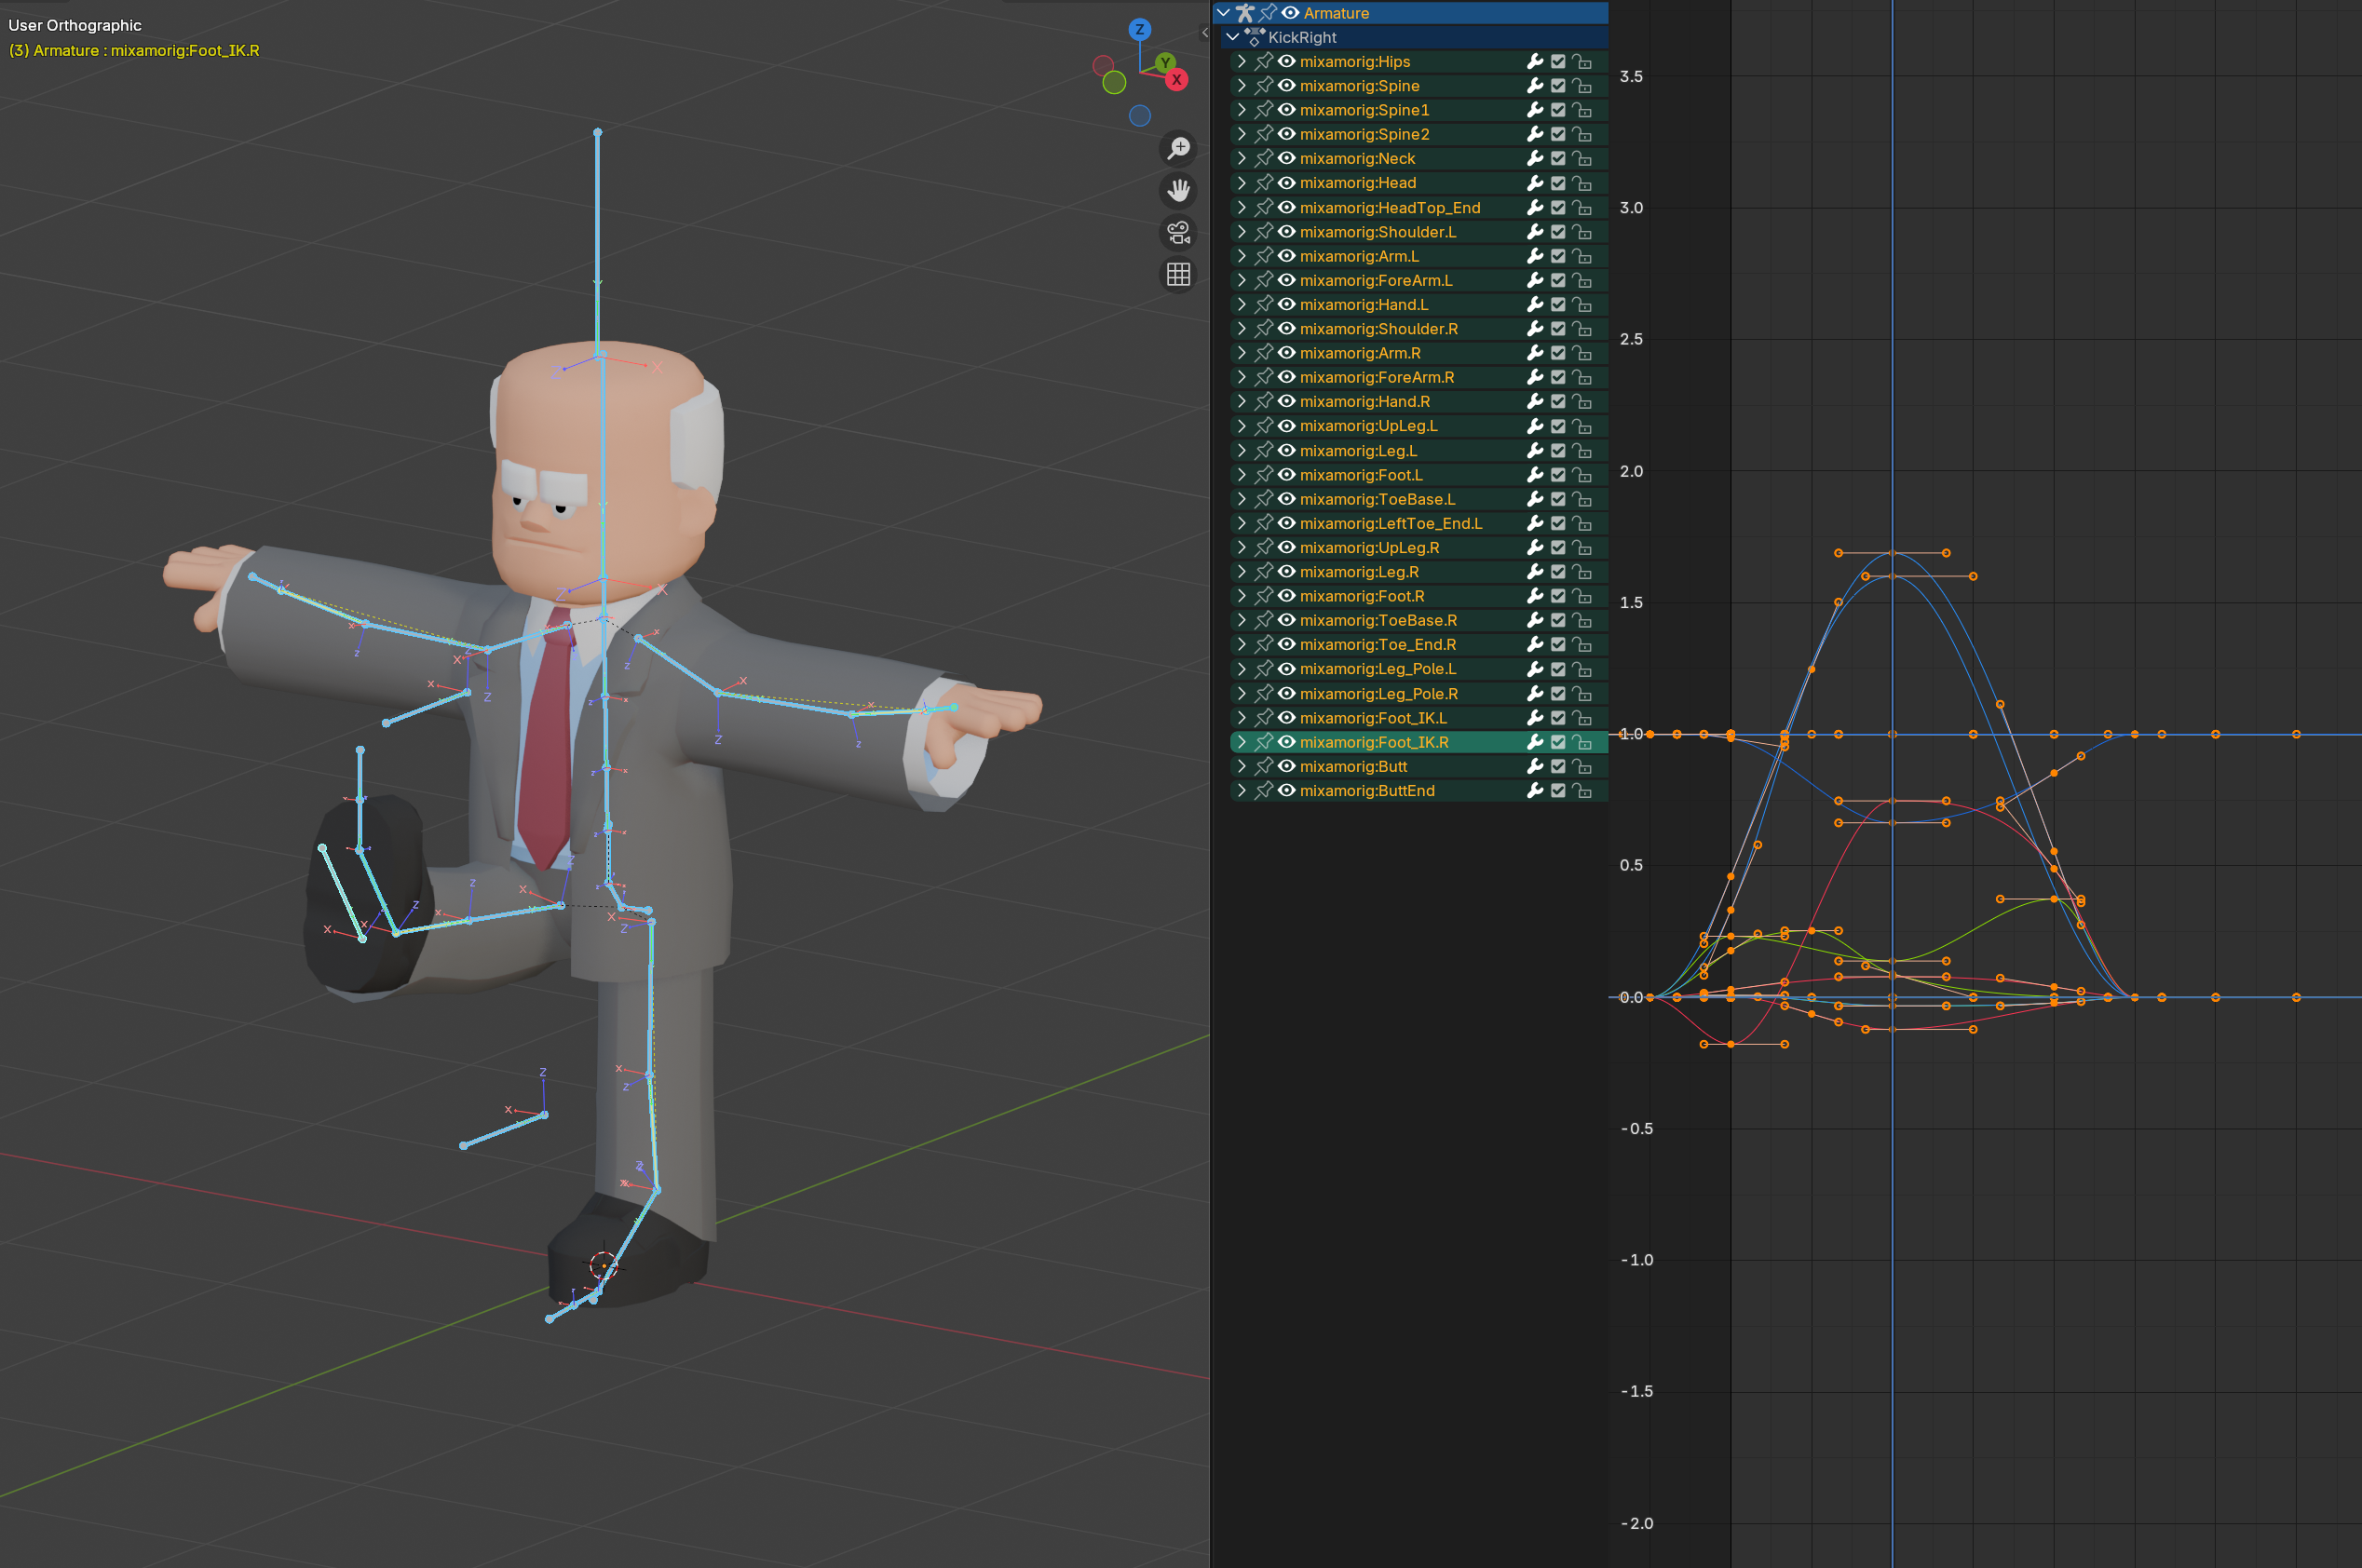 User Orthographic
(3) Armature : mixamorig:Foot_IK.R
Z
Y
X
Armature
KickRight
mixamorig:Hips
mixamorig:Spine
mixamorig:Spine1
mixamorig:Spine2
mixamorig:Neck
mixamorig:Head
mixamorig:HeadTop_End
mixamorig:Shoulder.L
mixamorig:Arm.L
mixamorig:ForeArm.L
mixamorig:Hand.L
mixamorig:Shoulder.R
mixamorig:Arm.R
mixamorig:ForeArm.R
mixamorig:Hand.R
mixamorig:UpLeg.L
mixamorig:Leg.L
mixamorig:Foot.L
mixamorig:ToeBase.L
mixamorig:LeftToe_End.L
mixamorig:UpLeg.R
mixamorig:Leg.R
mixamorig:Foot.R
mixamorig:ToeBase.R
mixamorig:Toe_End.R
mixamorig:Leg_Pole.L
mixamorig:Leg_Pole.R
mixamorig:Foot_IK.L
mixamorig:Foot_IK.R
mixamorig:Butt
mixamorig:ButtEnd
3.5
3.0
2.5
2.0
1.5
1.0
0.5
0.0
-0.5
-1.0
-1.5
-2.0